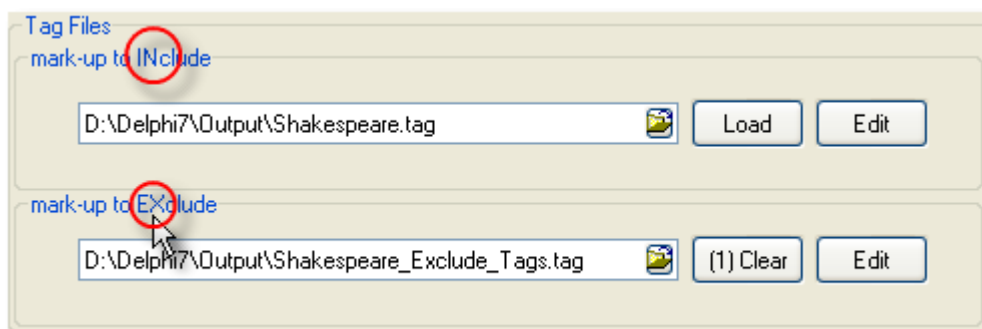 Tag Files
mark-up to INclude
D:\Delphi7\Output\Shakespeare.tag Load Edit
mark-up to EXclude
D:\Delphi7\Output\Shakespeare_Exclude_Tags.tag (1) Clear Edit